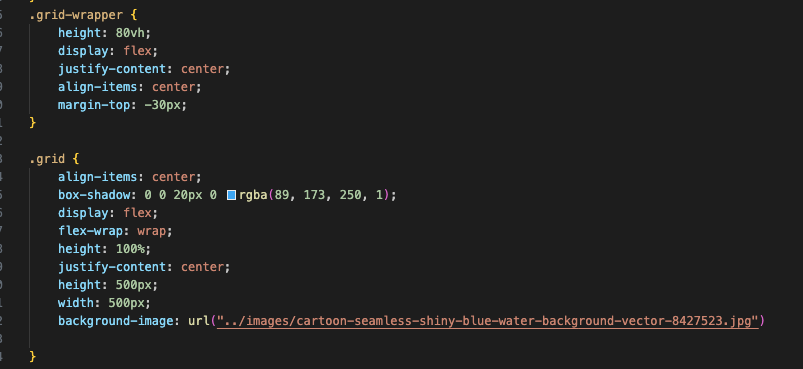 .grid-wrapper {
height: 80vh;
display: flex;
justify-content: center;
align-items: center;
margin-top: -30px;
}
.grid {
align-items: center;
box-shadow: 0 0 20px 0 rgba(89, 173, 250, 1);
display: flex;
flex-wrap: wrap;
height: 100%;
justify-content: center;
height: 500px;
width: 500px;
background-image: url("../images/cartoon-seamless-shiny-blue-water-background-vector-8427523.jpg")
}